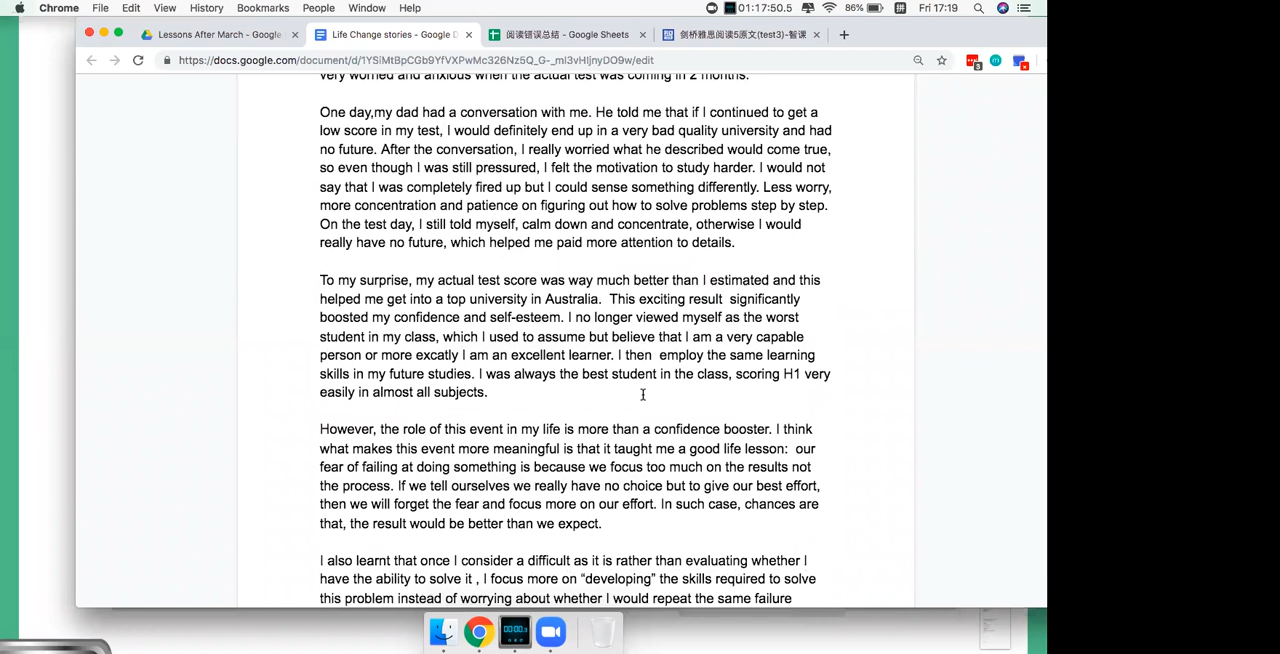 Chrome File Edit View History Bookmarks People Window Help 01:17:50.5 86% 拼 Fri 17:19
Lessons After March - Google Life Change stories - Google D 阅读错误总结 - Google Sheets 剑桥雅思阅读5原文(test3)-智课
https://docs.google.com/document/d/1YSiMtBpCGb9YfVXPwMc326Nz5Q_G-_mI3vHIjnyDO9w/edit
very worried and anxious when the actual test was coming in 2 months.
One day,my dad had a conversation with me. He told me that if I continued to get a
low score in my test, I would definitely end up in a very bad quality university and had
no future. After the conversation, I really worried what he described would come true,
so even though I was still pressured, I felt the motivation to study harder. I would not
say that I was completely fired up but I could sense something differently. Less worry,
more concentration and patience on figuring out how to solve problems step by step.
On the test day, I still told myself, calm down and concentrate, otherwise I would
really have no future, which helped me paid more attention to details.
To my surprise, my actual test score was way much better than I estimated and this
helped me get into a top university in Australia.  This exciting result  significantly
boosted my confidence and self-esteem. I no longer viewed myself as the worst
student in my class, which I used to assume but believe that I am a very capable
person or more excatly I am an excellent learner. I then  employ the same learning
skills in my future studies. I was always the best student in the class, scoring H1 very
easily in almost all subjects.
However, the role of this event in my life is more than a confidence booster. I think
what makes this event more meaningful is that it taught me a good life lesson:  our
fear of failing at doing something is because we focus too much on the results not
the process. If we tell ourselves we really have no choice but to give our best effort,
then we will forget the fear and focus more on our effort. In such case, chances are
that, the result would be better than we expect.
I also learnt that once I consider a difficult as it is rather than evaluating whether I
have the ability to solve it , I focus more on “developing” the skills required to solve
this problem instead of worrying about whether I would repeat the same failure